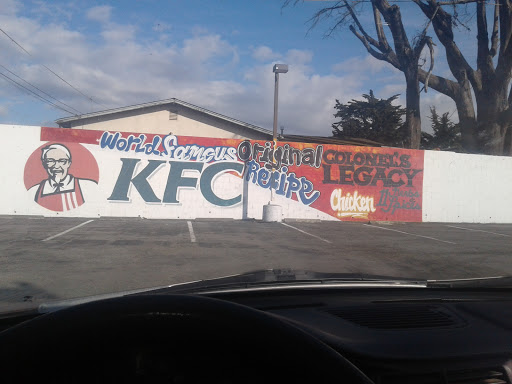 World Famous
KFC
Original
Recipe
COLONEL'S
LEGACY
Chicken